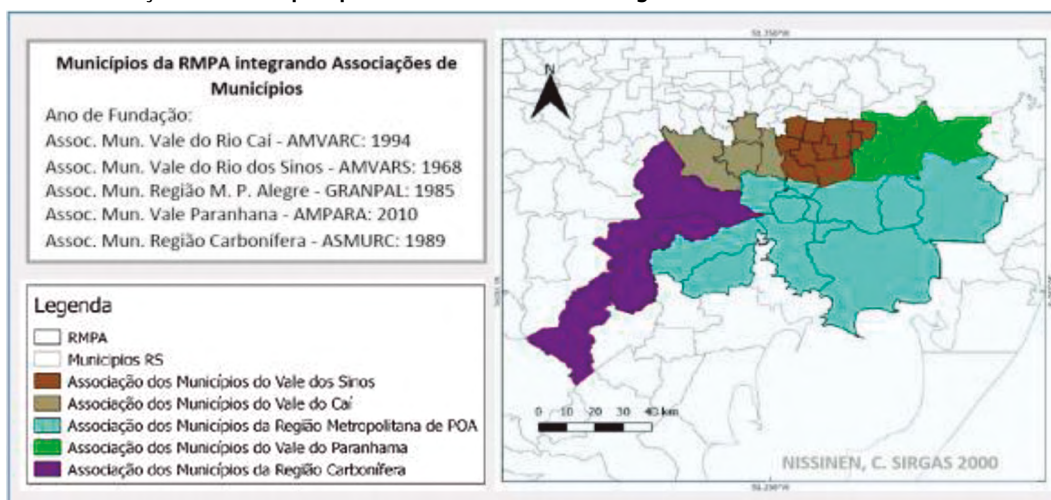 Municípios da RMPA integrando Associações de
Municípios
Ano de Fundação:
Assoc. Mun. Vale do Rio Caí - AMVARC: 1994
Assoc. Mun. Vale do Rio dos Sinos - AMVARS: 1968
Assoc. Mun. Região M. P. Alegre - GRANPAL: 1985
Assoc. Mun. Vale Paranhana - AMPARA: 2010
Assoc. Mun. Região Carbonífera - ASMURC: 1989
Legenda
RMPA
Municípios RS
Associação dos Municípios do Vale dos Sinos
Associação dos Municípios do Vale do Caí
Associação dos Municípios da Região Metropolitana de POA
Associação dos Municípios do Vale do Paranhama
Associação dos Municípios da Região Carbonífera
N
0 10 20 30 40 km
NISSINEN, C. SIRGAS 2000